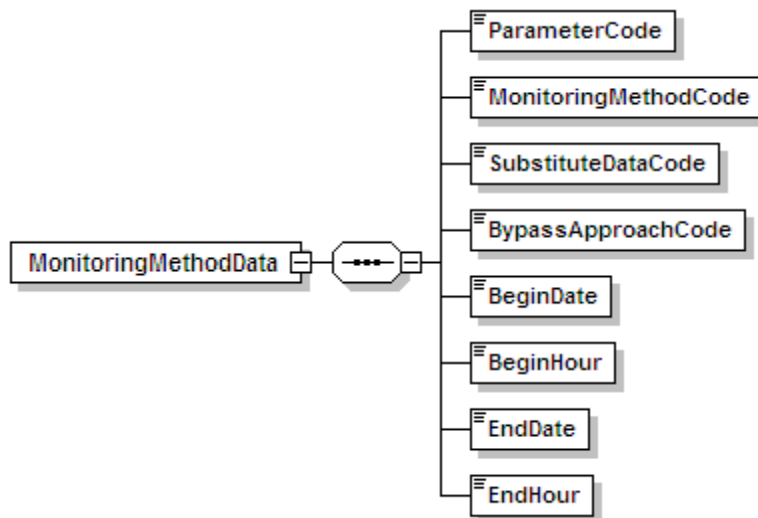 ParameterCode
MonitoringMethodCode
SubstituteDataCode
BypassApproachCode
MonitoringMethodData
BeginDate
BeginHour
EndDate
EndHour